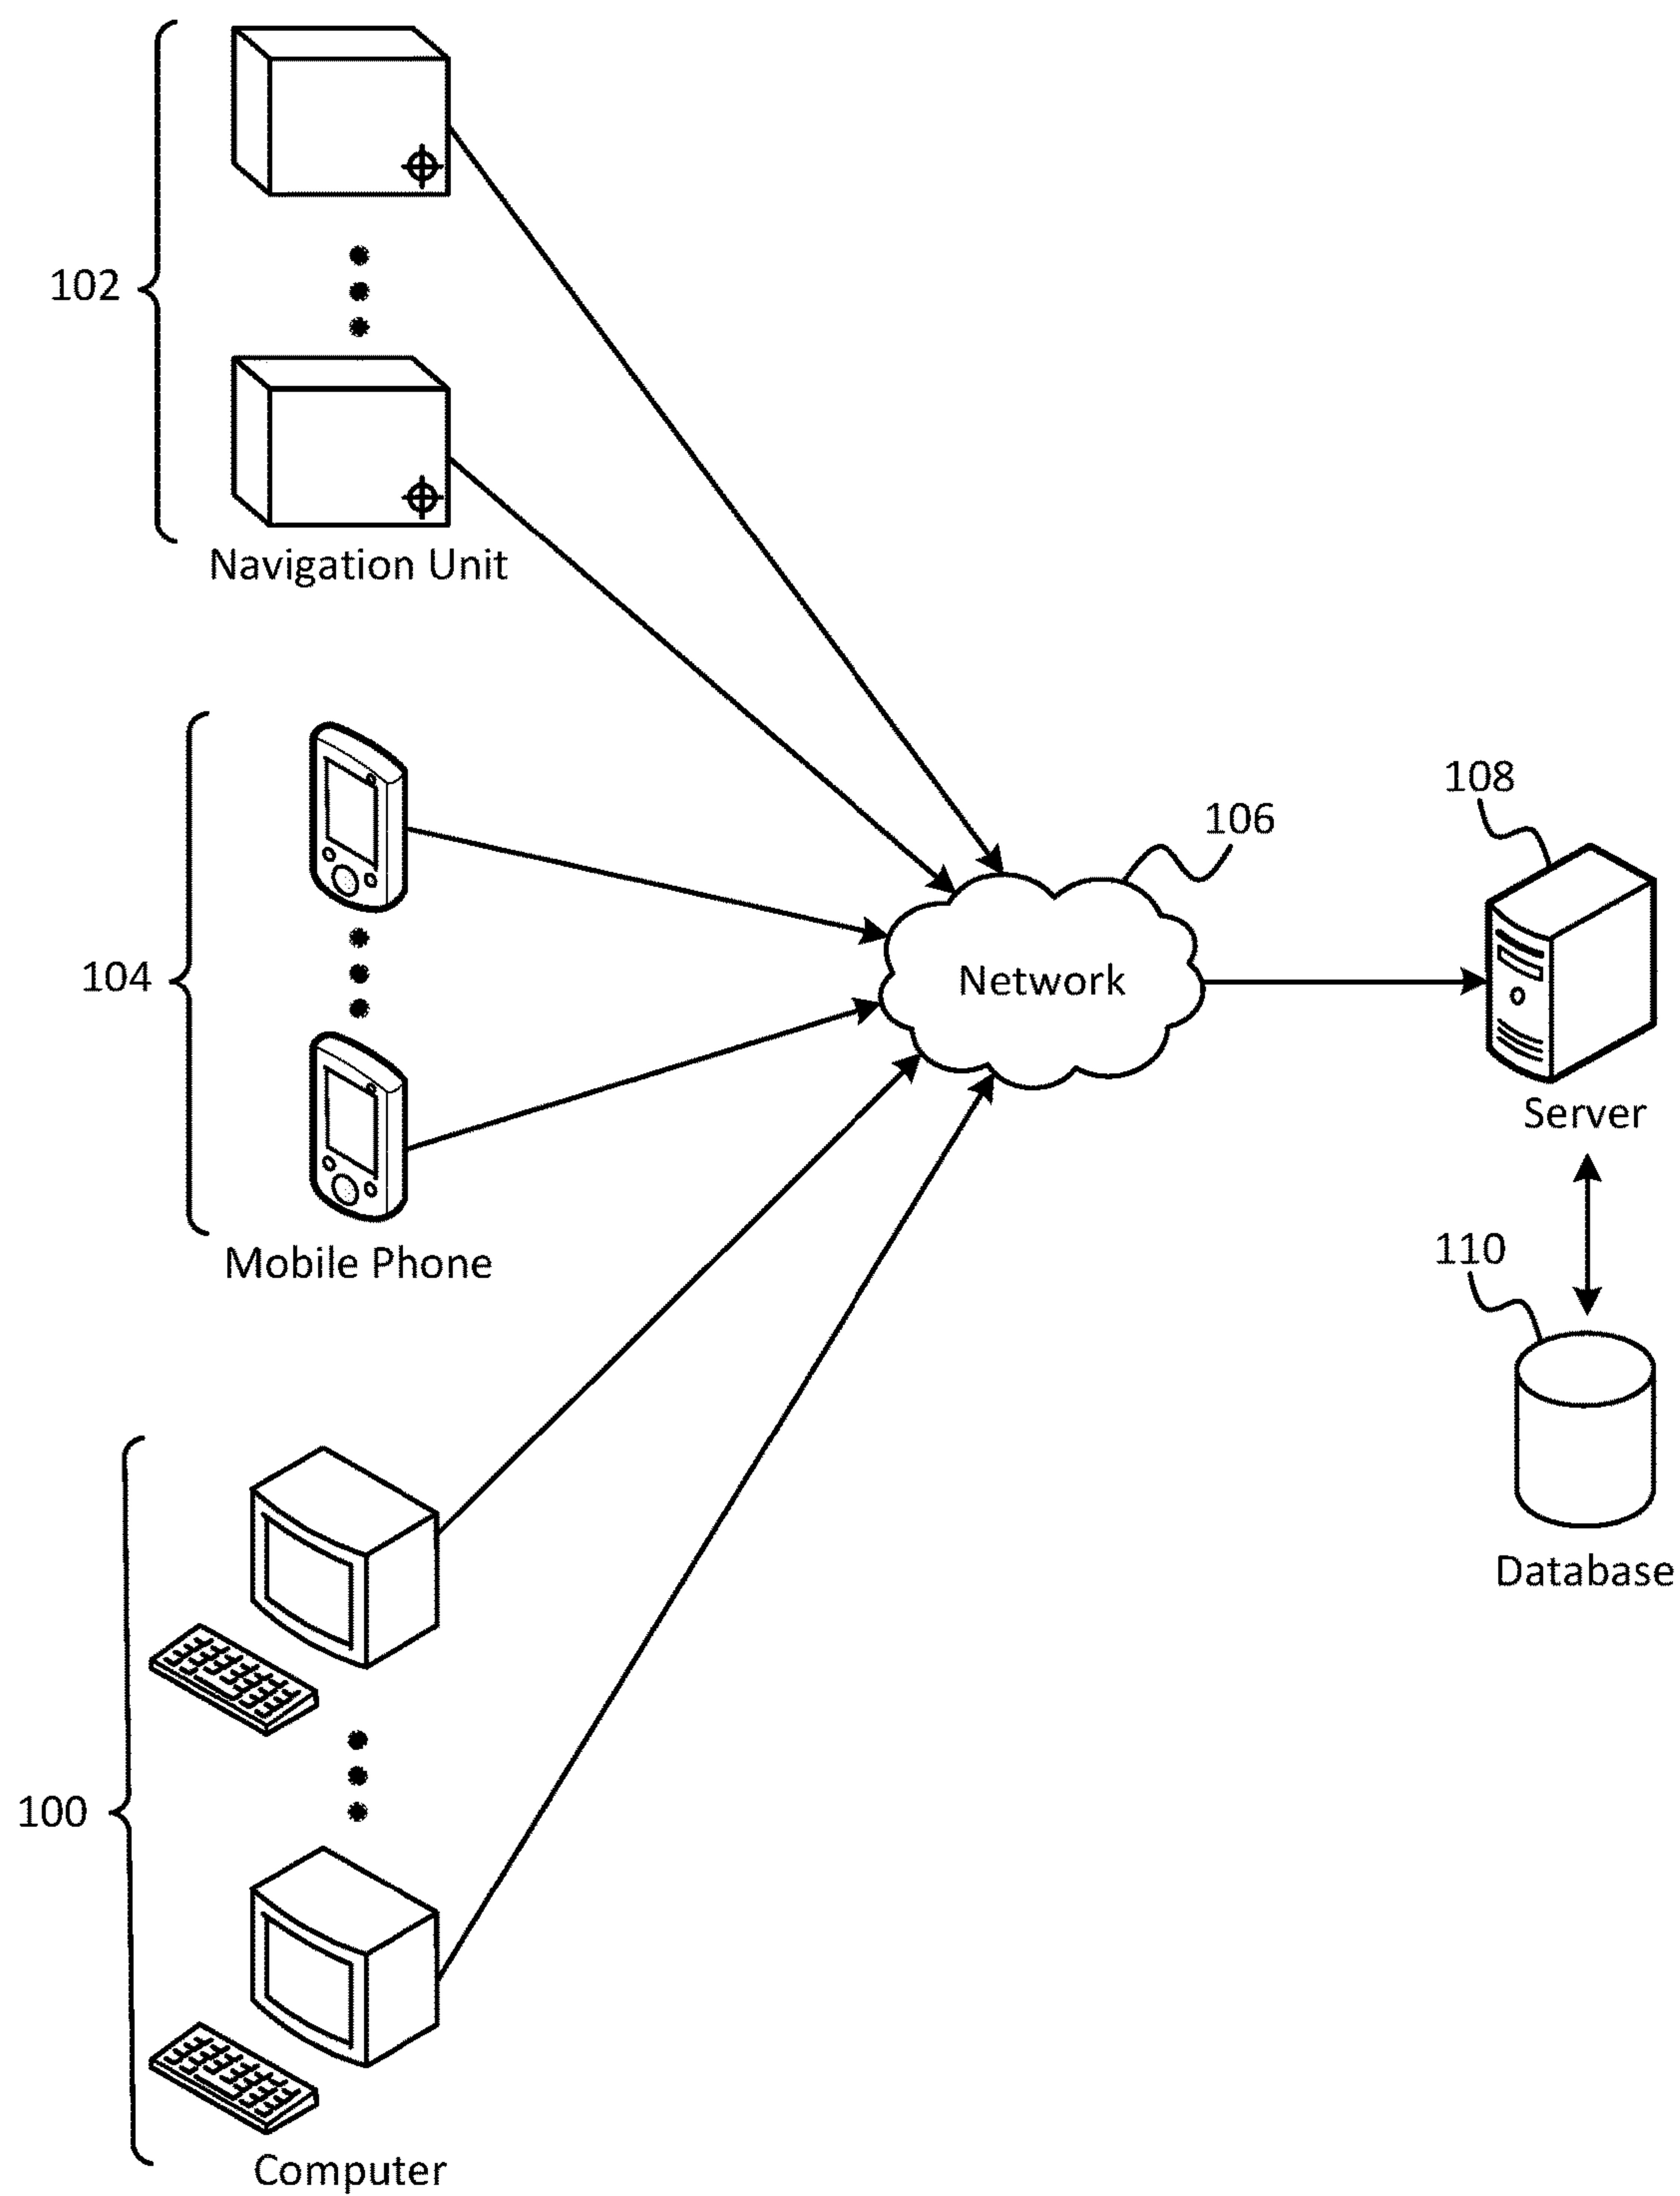 102
Navigation Unit
104
Mobile Phone
106
Network
108
Server
110
Database
100
Computer